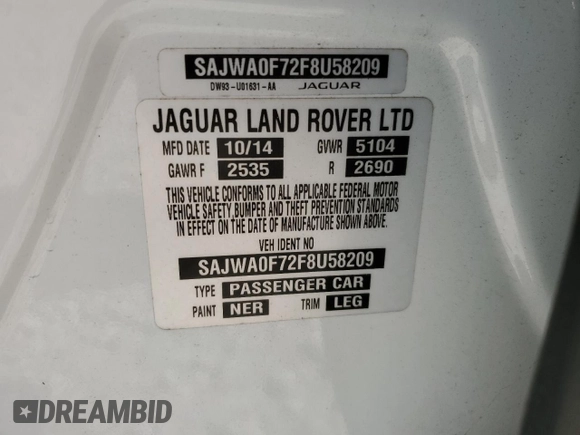 SAJWA0F72F8U58209
DW93-U01631-AA JAGUAR
JAGUAR LAND ROVER LTD
MFD DATE 10/14 GVWR 5104
GAWR F 2535 R 2690
THIS VEHICLE CONFORMS TO ALL APPLICABLE FEDERAL MOTOR
VEHICLE SAFETY,BUMPER AND THEFT PREVENTION STANDARDS
IN EFFECT ON THE DATE OF MANUFACTURE SHOWN ABOVE.
VEH IDENT NO
SAJWA0F72F8U58209
TYPE PASSENGER CAR
PAINT NER TRIM LEG
DREAMBID